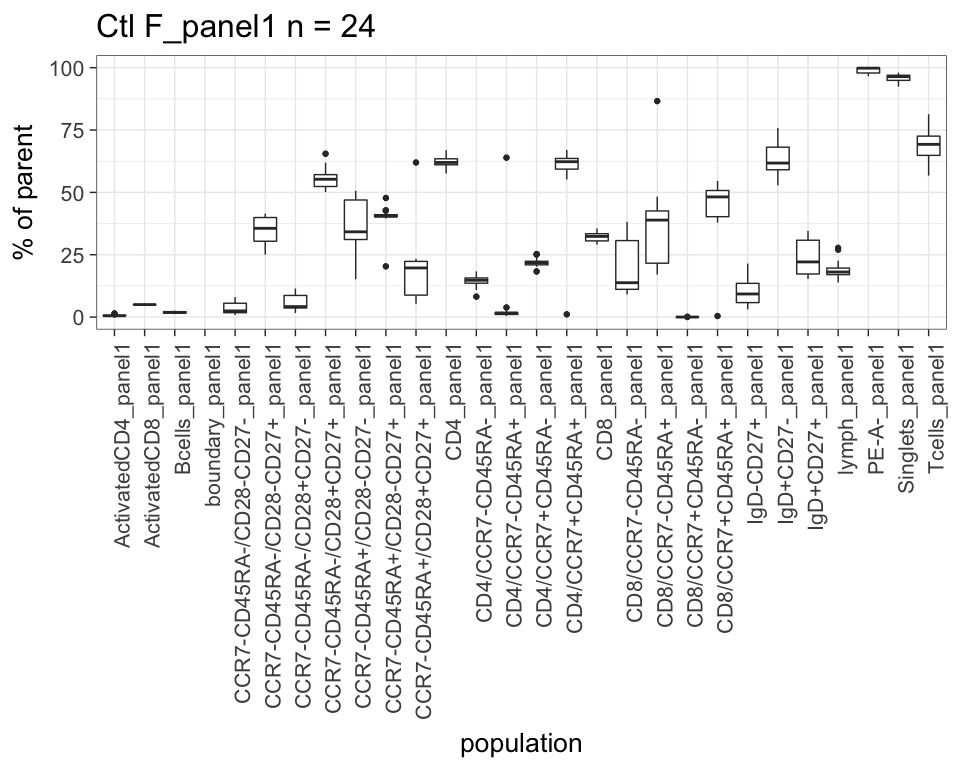 Ctl F_panel1 n = 24
% of parent
100
75
50
25
0
ActivatedCD4_panel1
ActivatedCD8_panel1
Bcells_panel1
boundary_panel1
CCR7-CD45RA-/CD28-CD27-_panel1
CCR7-CD45RA-/CD28-CD27+_panel1
CCR7-CD45RA-/CD28+CD27-_panel1
CCR7-CD45RA-/CD28+CD27+_panel1
CCR7-CD45RA+/CD28-CD27-_panel1
CCR7-CD45RA+/CD28-CD27+_panel1
CCR7-CD45RA+/CD28+CD27+_panel1
CD4_panel1
CD4/CCR7-CD45RA-_panel1
CD4/CCR7-CD45RA+_panel1
CD4/CCR7+CD45RA-_panel1
CD4/CCR7+CD45RA+_panel1
CD8_panel1
CD8/CCR7-CD45RA-_panel1
CD8/CCR7-CD45RA+_panel1
CD8/CCR7+CD45RA-_panel1
CD8/CCR7+CD45RA+_panel1
IgD-CD27+_panel1
IgD+CD27-_panel1
IgD+CD27+_panel1
lymph_panel1
PE-A-_panel1
Singlets_panel1
Tcells_panel1
population